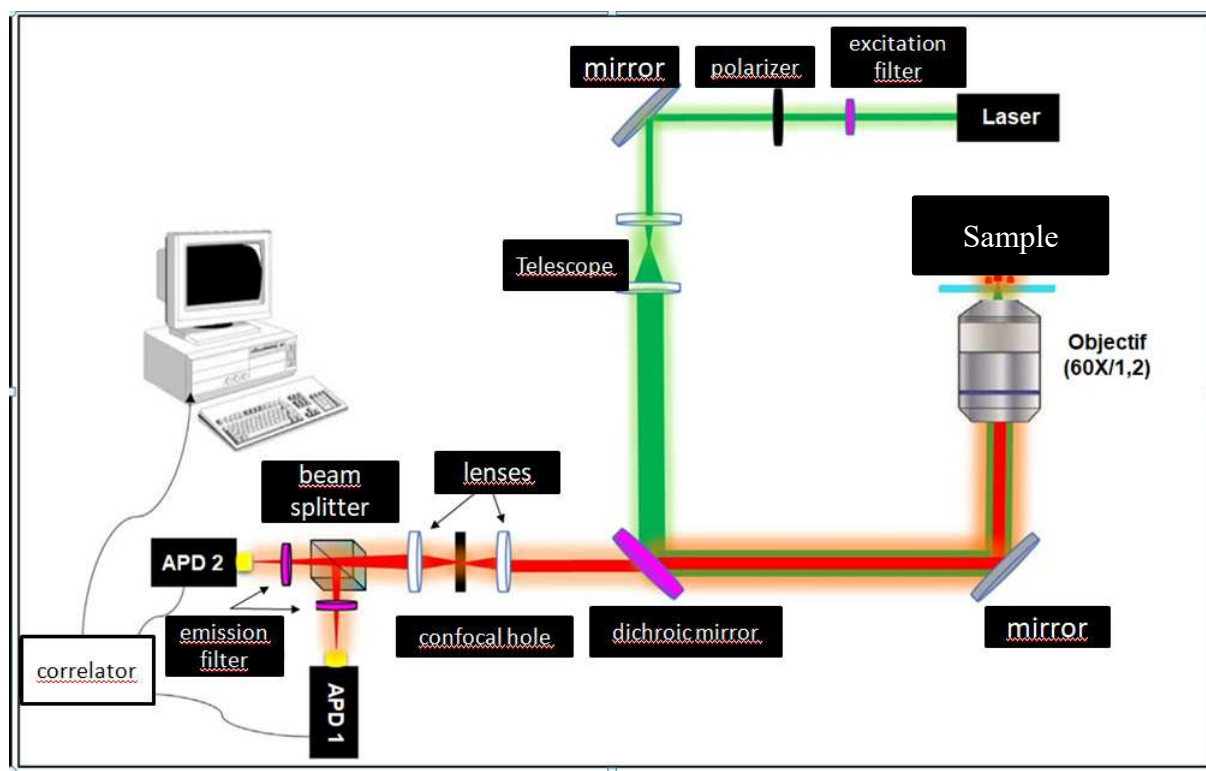 mirror
polarizer
excitation
filter
Laser
Sample
Telescope
Objectif
(60X/1,2)
beam
splitter
lenses
APD 2
emission
filter
confocal hole
dichroic mirror
mirror
correlator
APD 1